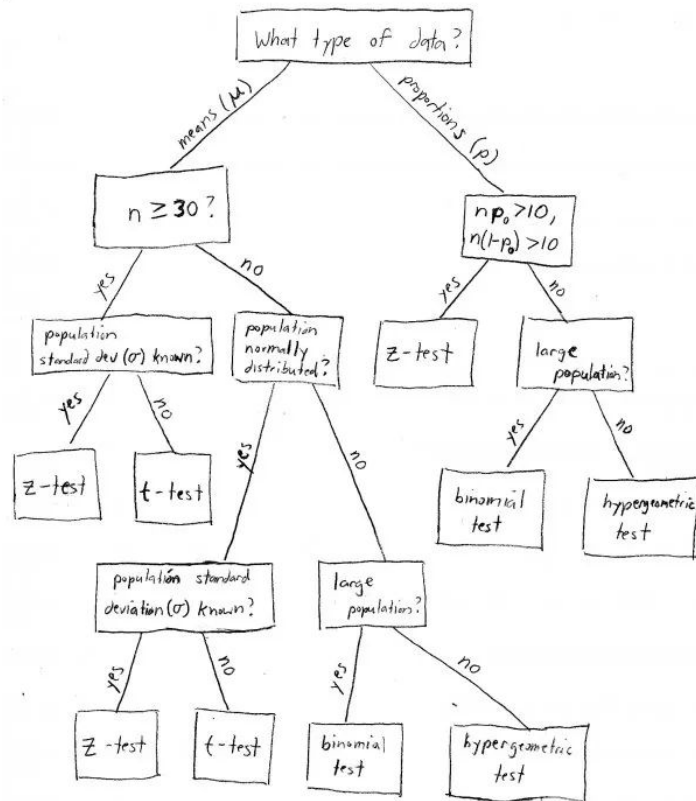 What type of data?
means (μ)
proportions (p)
n ≥ 30?
np₀ >10,
n(1-p₀) >10
yes
no
yes
no
population
standard dev (σ) known?
population
normally
distributed?
z-test
large
population?
yes
no
yes
no
yes
no
z-test
t-test
binomial
test
hypergeometric
test
population standard
deviation (σ) known?
large
population?
yes
no
yes
no
z-test
t-test
binomial
test
hypergeometric
test